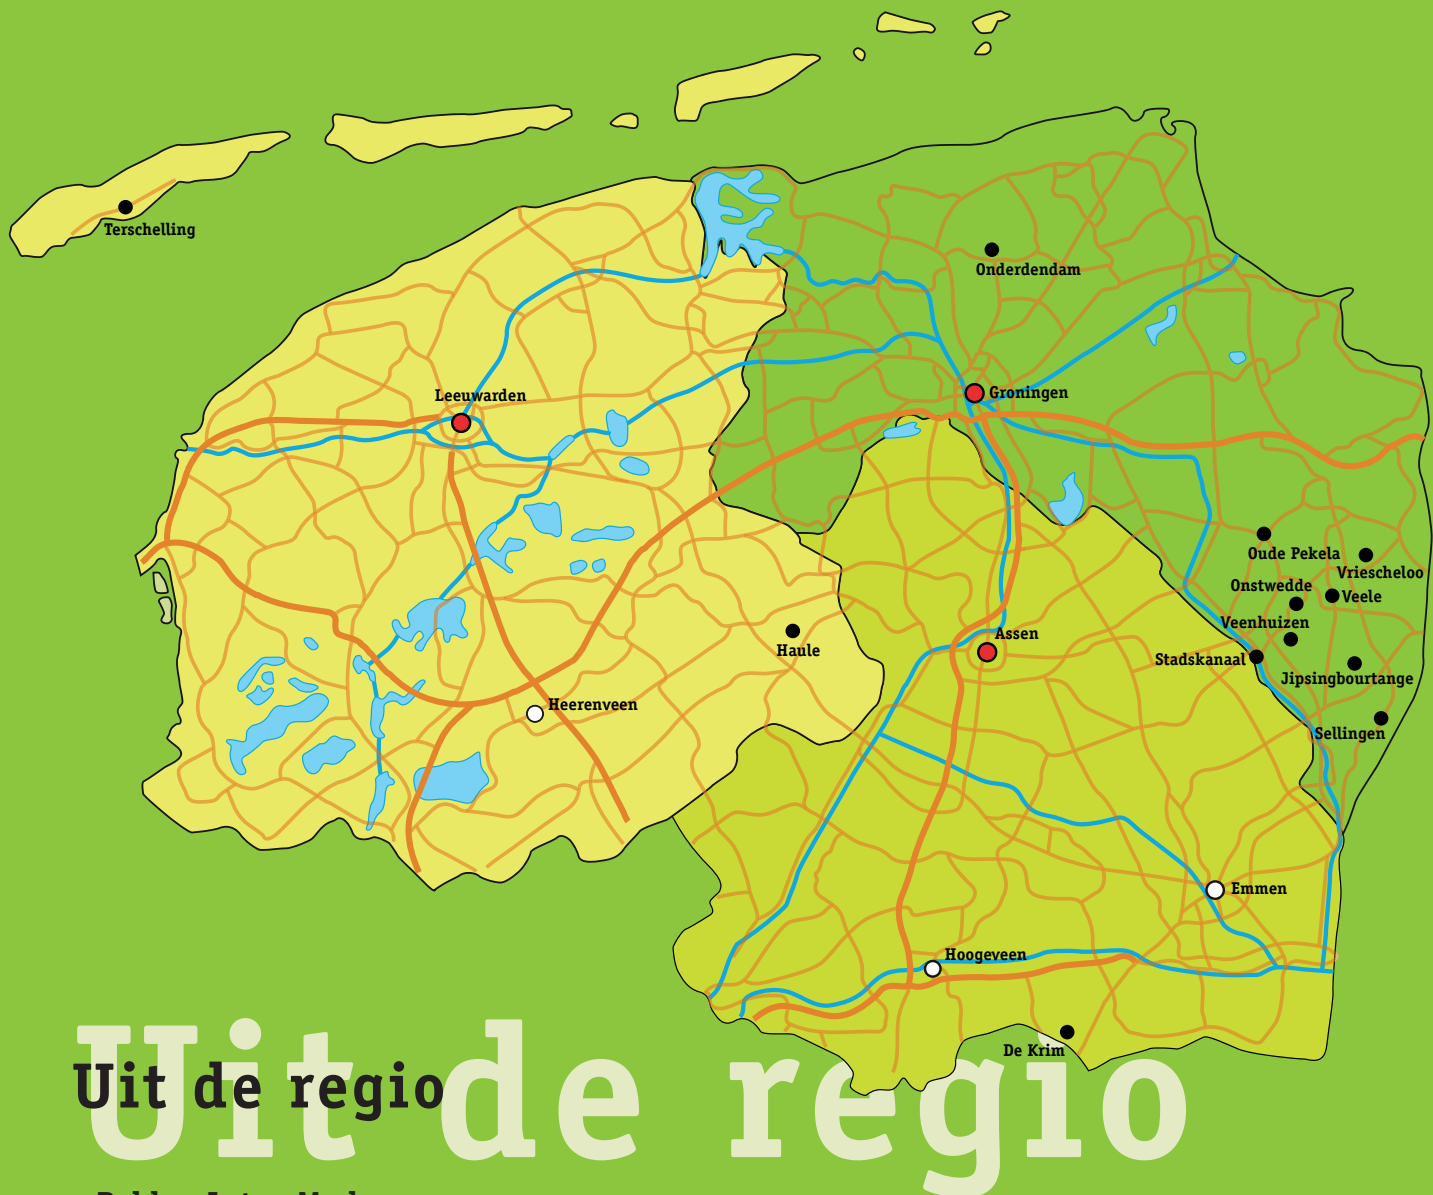 Terschelling
Onderdendam
Leeuwarden
Groningen
Oude Pekela
Vriescheloo
Onstwedde
Veele
Veenhuizen
Assen
Haule
Stadskanaal
Jipsingbourtange
Heerenveen
Sellingen
Emmen
Hoogeveen
De Krim
Uit de regio
Uit de regio